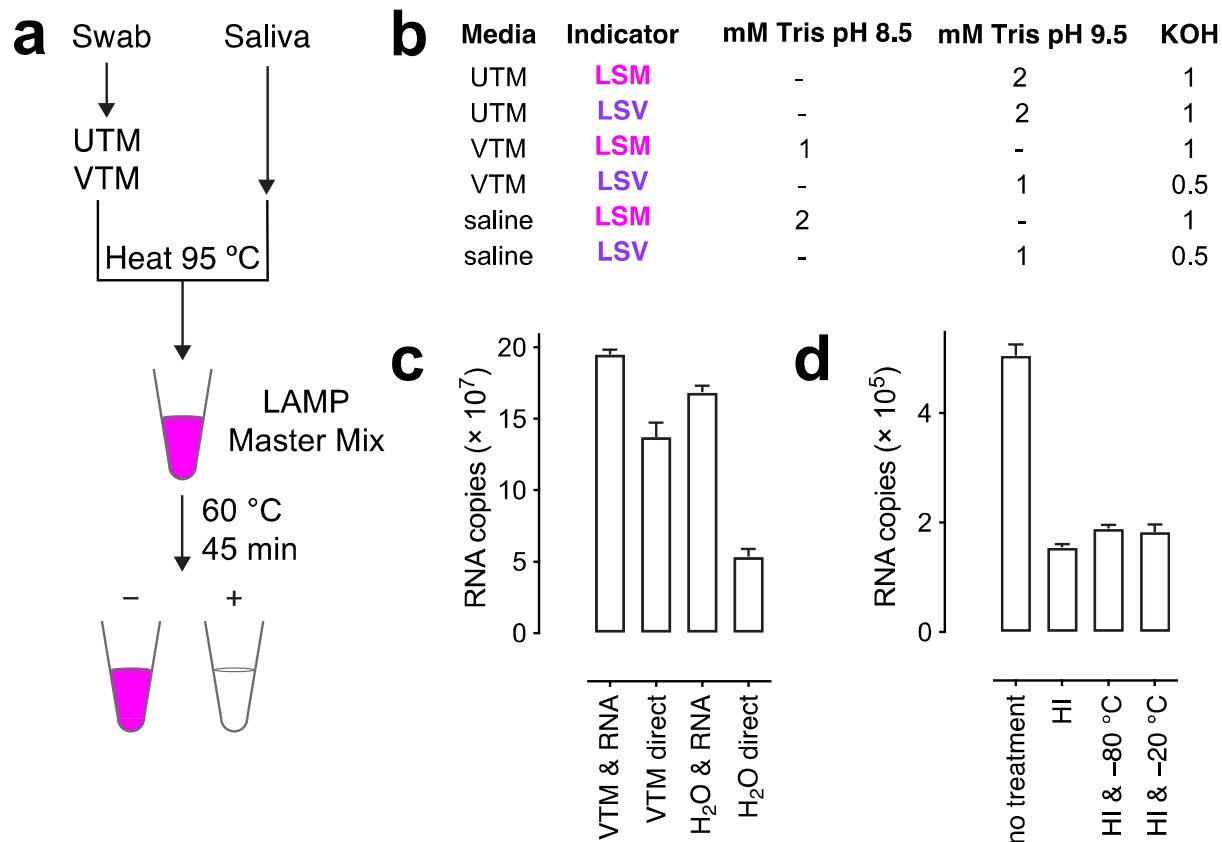 a
Swab Saliva
UTM
VTM
Heat 95 ºC
LAMP
Master Mix
60 °C
45 min
− +
b
Media Indicator mM Tris pH 8.5 mM Tris pH 9.5 KOH
UTM LSM - 2 1
UTM LSV - 2 1
VTM LSM 1 - 1
VTM LSV - 1 0.5
saline LSM 2 - 1
saline LSV - 1 0.5
c
RNA copies (× 10⁷)
20
15
10
5
0
VTM & RNA
VTM direct
H₂O & RNA
H₂O direct
d
RNA copies (× 10⁵)
4
2
0
no treatment
HI
HI & −80 °C
HI & −20 °C